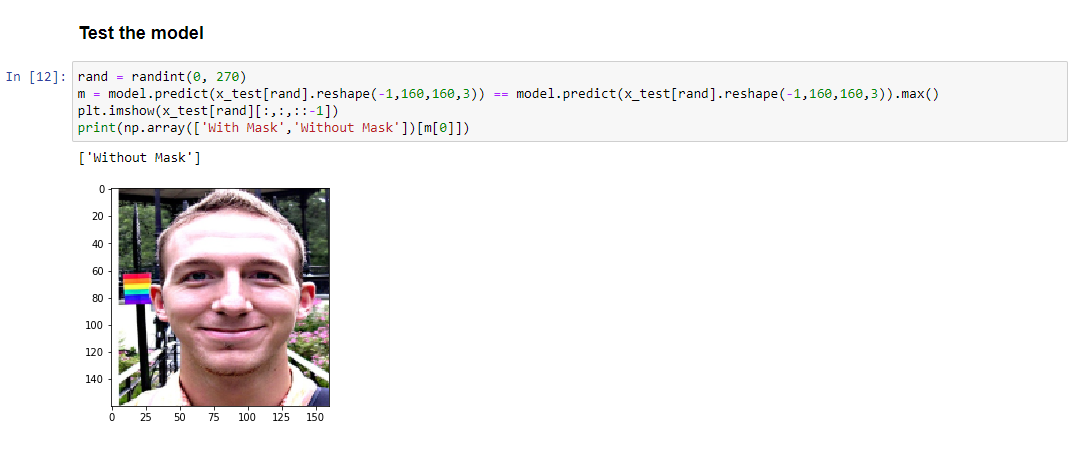 Test the model
In [12]: rand = randint(0, 270)
m = model.predict(x_test[rand].reshape(-1,160,160,3)) == model.predict(x_test[rand].reshape(-1,160,160,3)).max()
plt.imshow(x_test[rand][:,:,::-1])
print(np.array(['With Mask','Without Mask'])[m[0]])
['Without Mask']
0
20
40
60
80
100
120
140
0 25 50 75 100 125 150